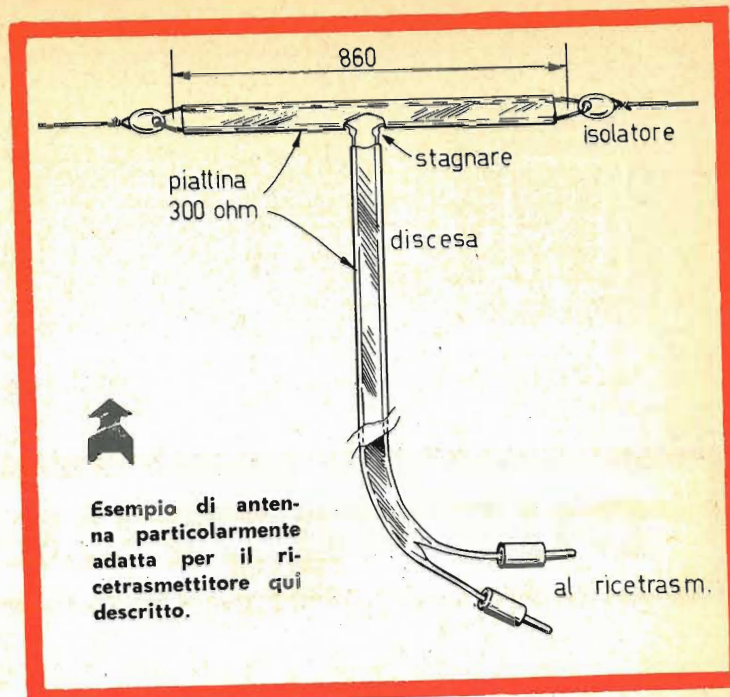 860
isolatore
stagnare
piattina
300 ohm
discesa
Esempio di anten-
na particolarmente
adatta per il ri-
cetrasmettitore qui
descritto.
al ricetrasm.